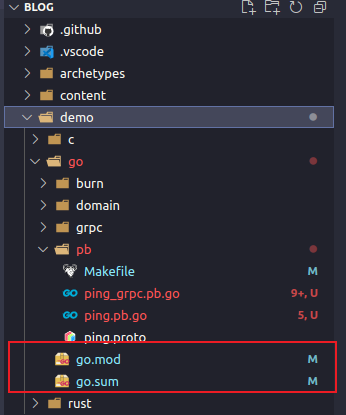 BLOG
.github
.vscode
archetypes
content
demo
c
go
burn
domain
grpc
pb
Makefile M
ping_grpc.pb.go 9+, U
ping.pb.go 5, U
ping.proto
go.mod M
go.sum M
rust